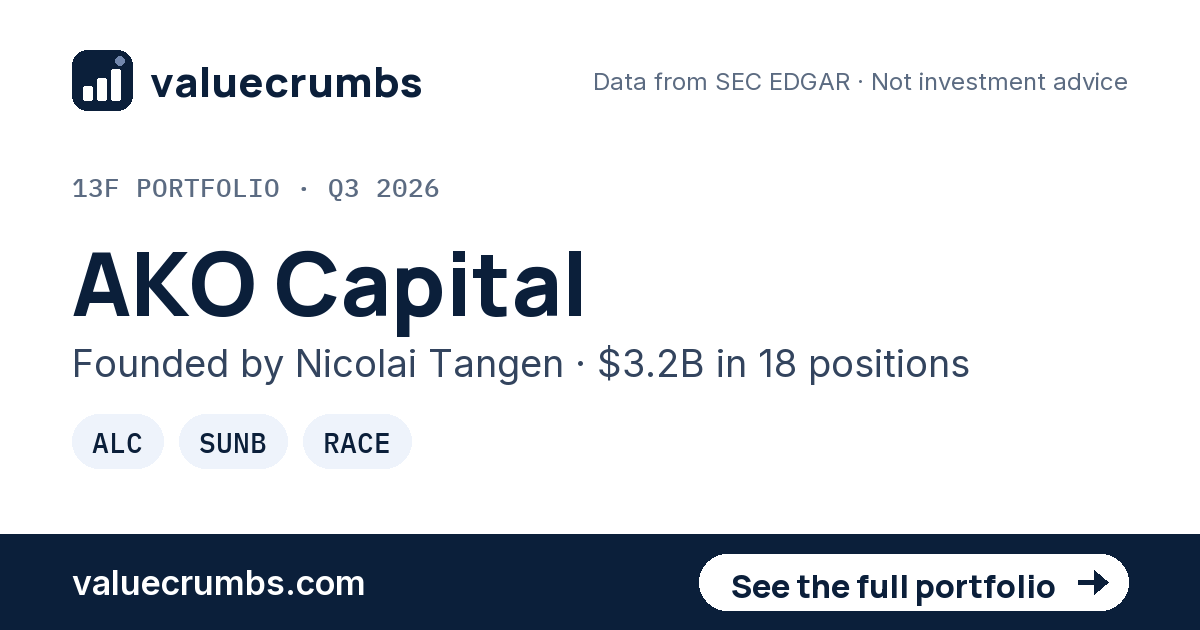 valuecrumbs
Data from SEC EDGAR · Not investment advice
13F PORTFOLIO · Q3 2026
AKO Capital
Founded by Nicolai Tangen · $3.2B in 18 positions
ALC SUNB RACE
valuecrumbs.com
See the full portfolio →